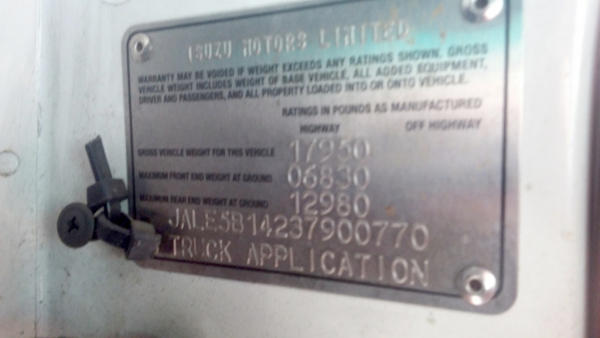 ISUZU MOTORS LIMITED
WARRANTY MAY BE VOIDED IF WEIGHT EXCEEDS ANY RATINGS SHOWN. GROSS
VEHICLE WEIGHT INCLUDES WEIGHT OF BASE VEHICLE, ALL ADDED EQUIPMENT,
DRIVER AND PASSENGERS, AND ALL PROPERTY LOADED INTO OR ONTO VEHICLE.
RATINGS IN POUNDS AS MANUFACTURED
HIGHWAY OFF HIGHWAY
GROSS VEHICLE WEIGHT FOR THIS VEHICLE 17950
MAXIMUM FRONT END WEIGHT AT GROUND 06830
MAXIMUM REAR END WEIGHT AT GROUND 12980
JALE5B14237900770
TRUCK APPLICATION